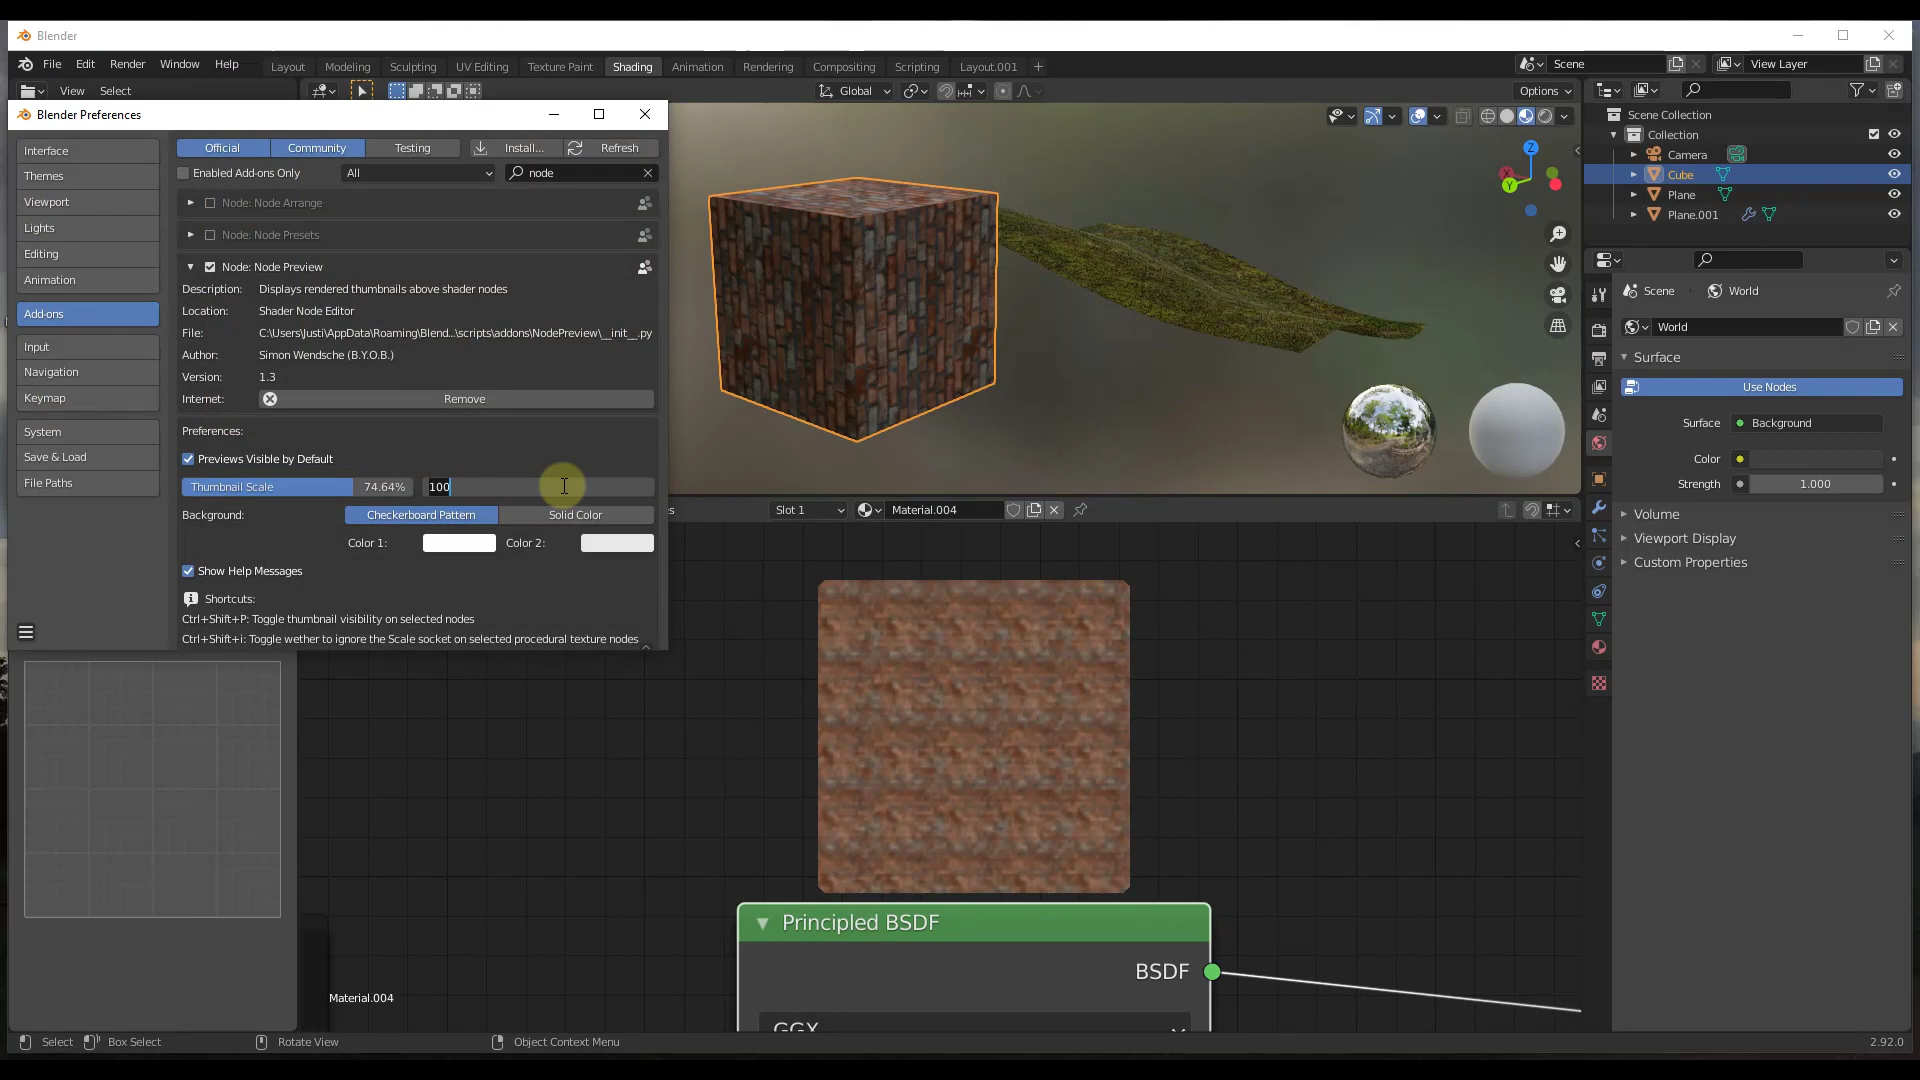 Blender
File Edit Render Window Help
Layout Modeling Sculpting UV Editing Texture Paint Shading Animation Rendering Compositing Scripting Layout.001 +
Scene
View Layer
View Select
Global
Options
Blender Preferences
Interface
Themes
Viewport
Lights
Editing
Animation
Add-ons
Input
Navigation
Keymap
System
Save & Load
File Paths
Official Community Testing Install... Refresh
Enabled Add-ons Only All node
Node: Node Arrange
Node: Node Presets
Node: Node Preview
Description: Displays rendered thumbnails above shader nodes
Location: Shader Node Editor
File: C:\Users\Justi\AppData\Roaming\Blend...\scripts\addons\NodePreview\__init__.py
Author: Simon Wendsche (B.Y.O.B.)
Version: 1.3
Internet: Remove
Preferences:
Previews Visible by Default
Thumbnail Scale 74.64% 100
Background: Checkerboard Pattern Solid Color
Color 1: Color 2:
Show Help Messages
Shortcuts:
Ctrl+Shift+P: Toggle thumbnail visibility on selected nodes
Ctrl+Shift+i: Toggle wether to ignore the Scale socket on selected procedural texture nodes
Z
X
Y
Scene Collection
Collection
Camera
Cube
Plane
Plane.001
Scene World
World
Surface
Use Nodes
Surface Background
Color
Strength 1.000
Volume
Viewport Display
Custom Properties
Slot 1 Material.004
Principled BSDF
BSDF
GGX
Material.004
Select Box Select Rotate View Object Context Menu
2.92.0